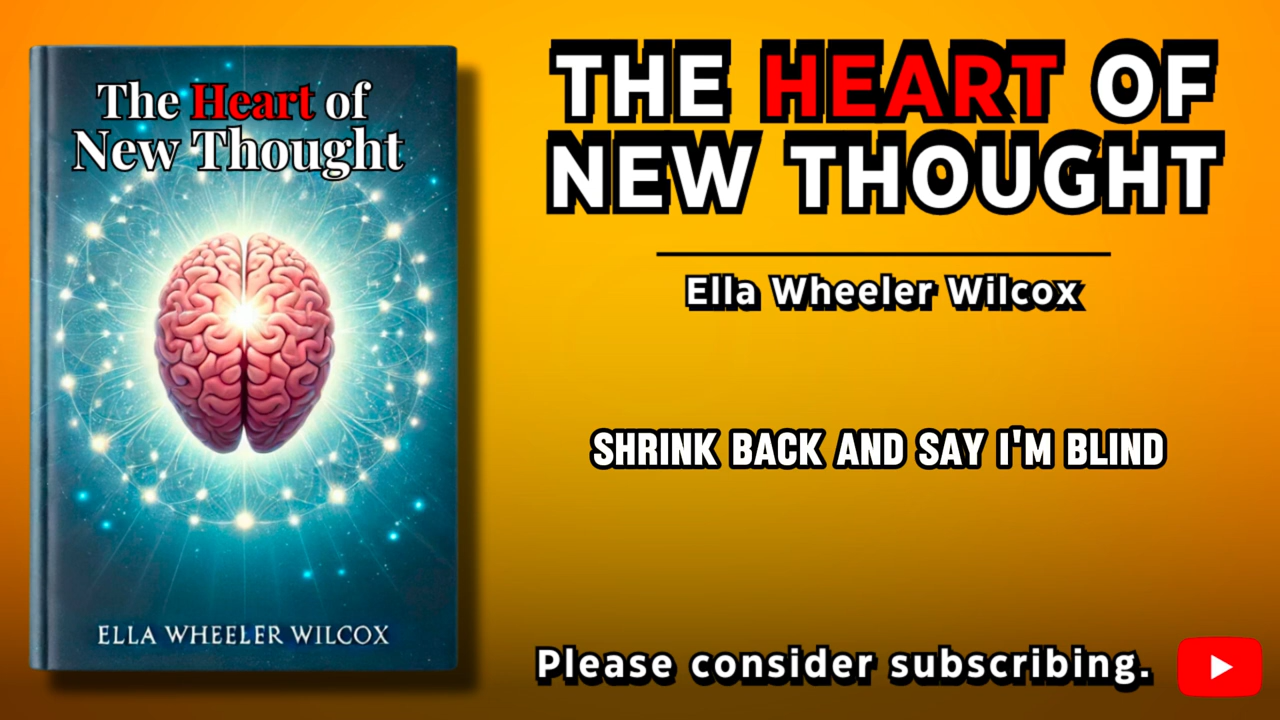 The Heart of
New Thought
ELLA WHEELER WILCOX
THE HEART OF
NEW THOUGHT
Ella Wheeler Wilcox
SHRINK BACK AND SAY I'M BLIND
Please consider subscribing.